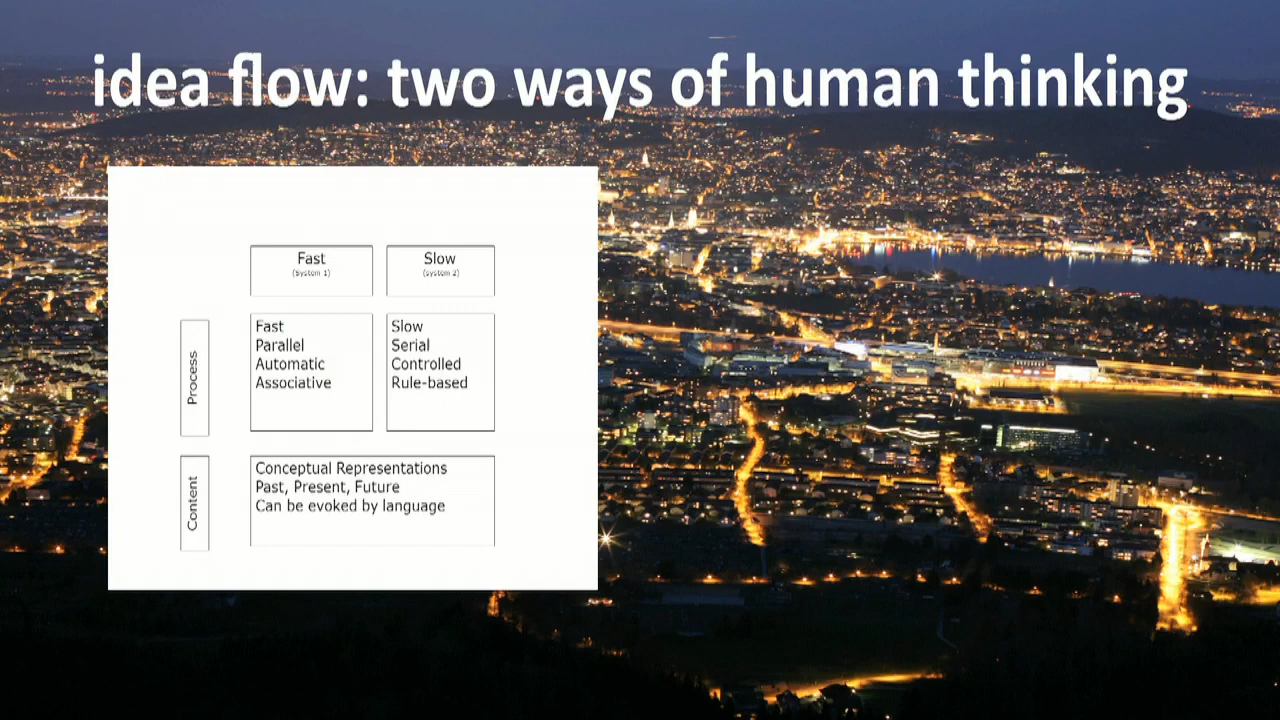 idea flow: two ways of human thinking
Fast
(System 1)
Slow
(system 2)
Process
Fast
Parallel
Automatic
Associative
Slow
Serial
Controlled
Rule-based
Content
Conceptual Representations
Past, Present, Future
Can be evoked by language